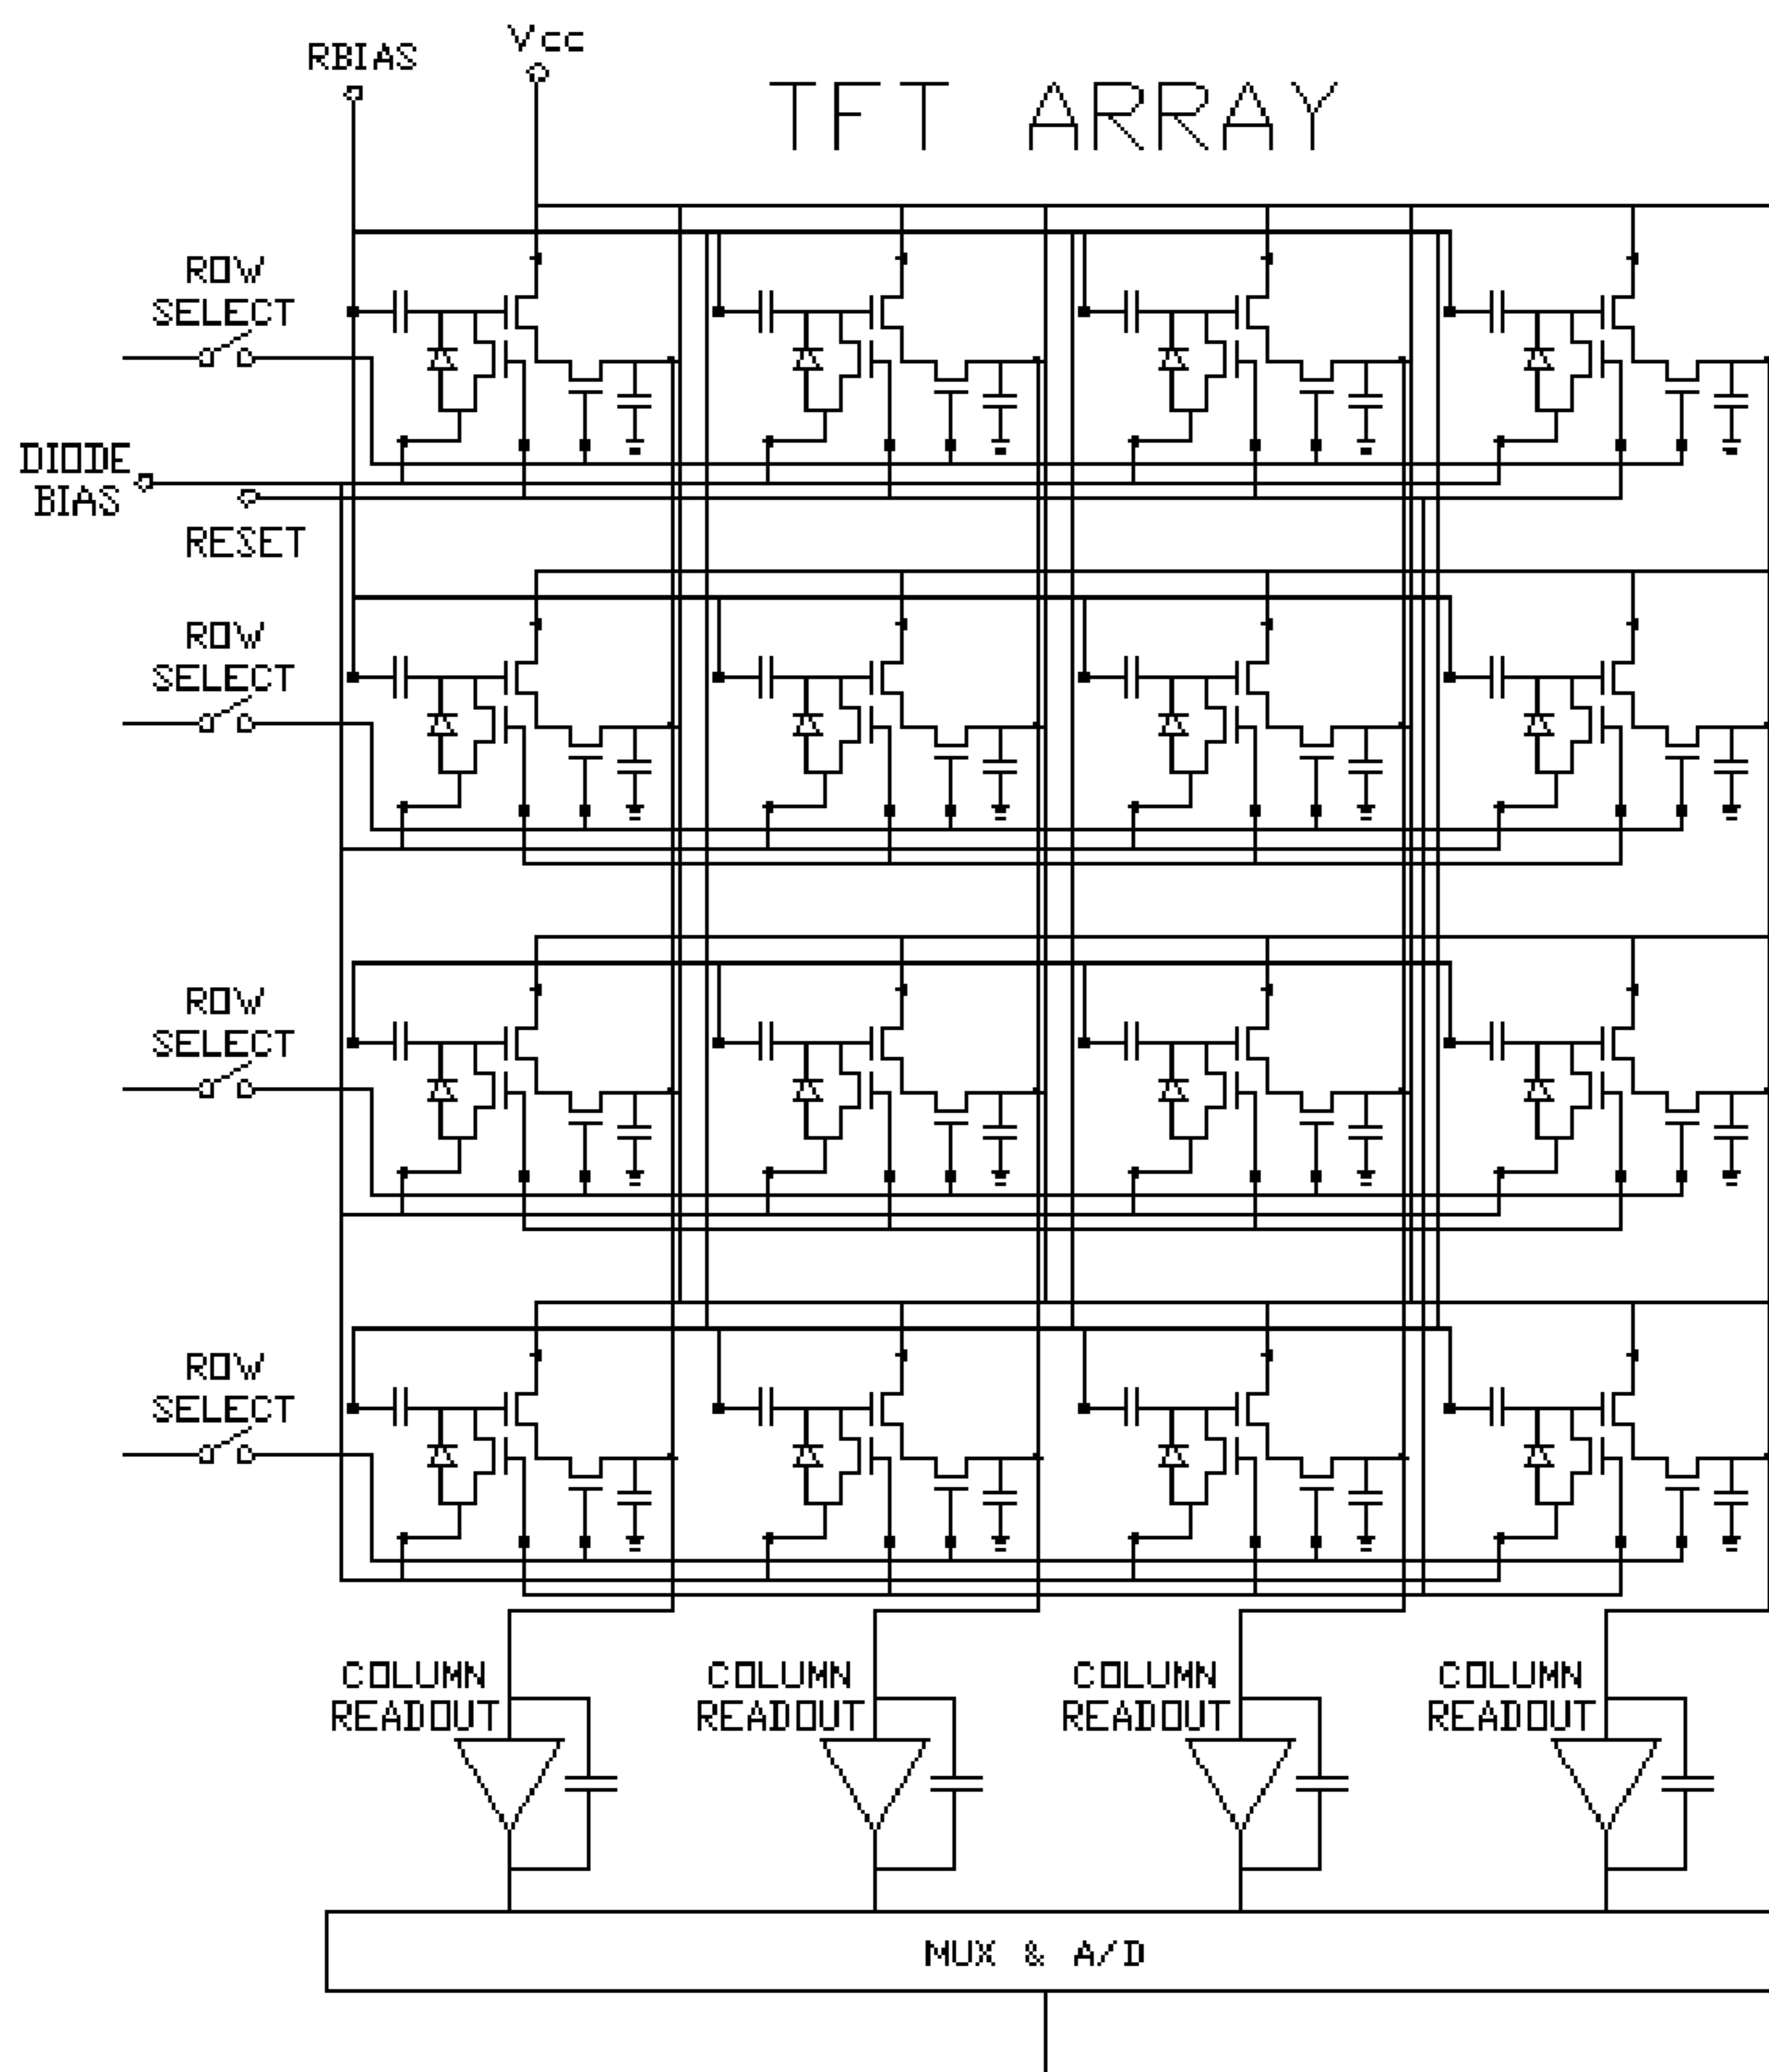 RBIAS
Vcc
TFT ARRAY
ROW
SELECT
DIODE
BIAS
RESET
ROW
SELECT
ROW
SELECT
ROW
SELECT
COLUMN
READOUT
COLUMN
READOUT
COLUMN
READOUT
COLUMN
READOUT
MUX & A/D